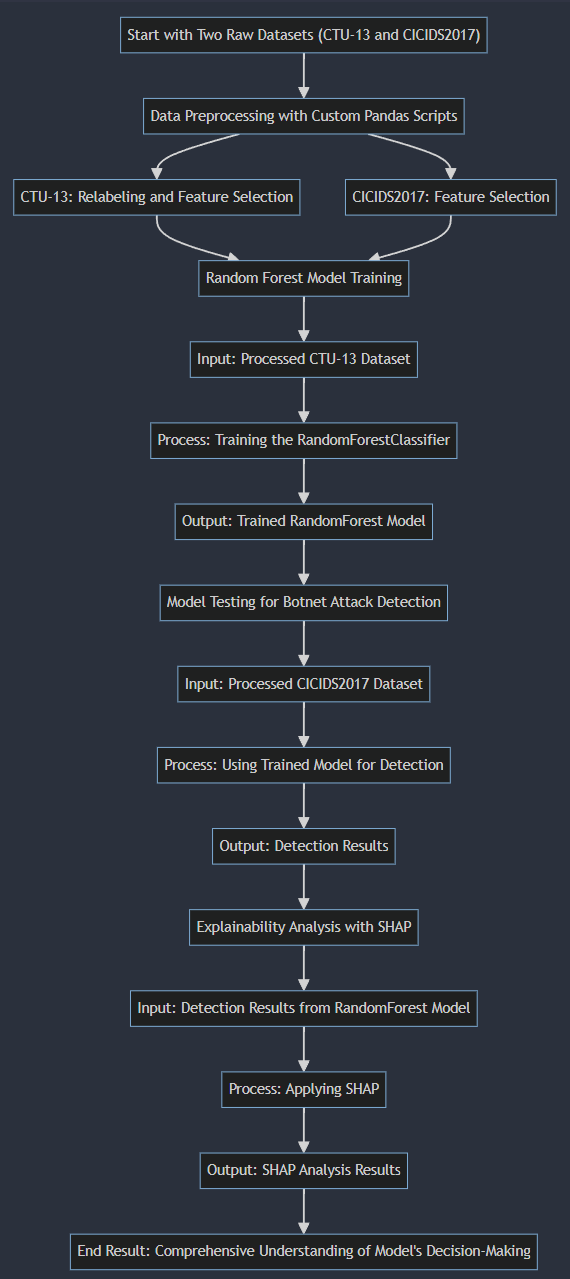 Start with Two Raw Datasets (CTU-13 and CICIDS2017)
Data Preprocessing with Custom Pandas Scripts
CTU-13: Relabeling and Feature Selection
CICIDS2017: Feature Selection
Random Forest Model Training
Input: Processed CTU-13 Dataset
Process: Training the RandomForestClassifier
Output: Trained RandomForest Model
Model Testing for Botnet Attack Detection
Input: Processed CICIDS2017 Dataset
Process: Using Trained Model for Detection
Output: Detection Results
Explainability Analysis with SHAP
Input: Detection Results from RandomForest Model
Process: Applying SHAP
Output: SHAP Analysis Results
End Result: Comprehensive Understanding of Model's Decision-Making